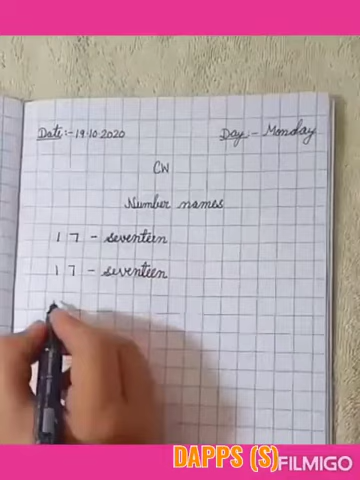 Date:- 19.10.2020 Day:- Monday
CW
Number names
17 - seventeen
17 - seventeen
DAPPS (S)
FILMIGO